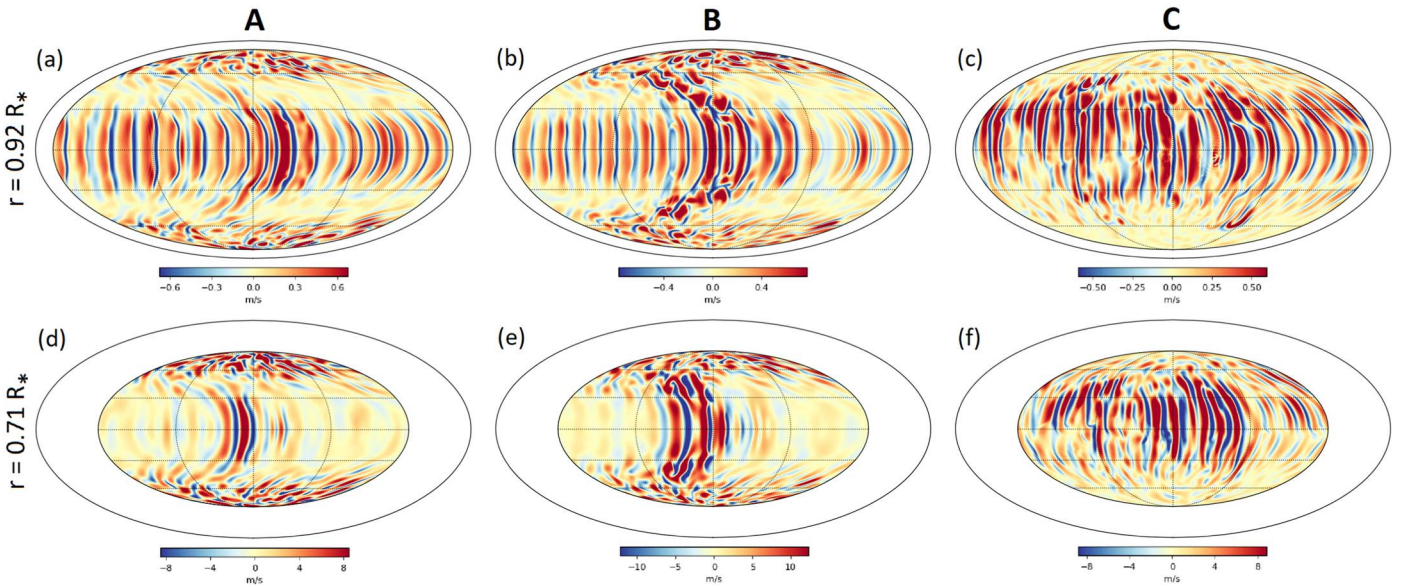 A B C
(a) (b) (c)
r = 0.92 R*
−0.6 −0.3 0.0 0.3 0.6
m/s
−0.4 0.0 0.4
m/s
−0.50 −0.25 0.00 0.25 0.50
m/s
(d) (e) (f)
r = 0.71 R*
−8 −4 0 4 8
m/s
−10 −5 0 5 10
m/s
−8 −4 0 4 8
m/s